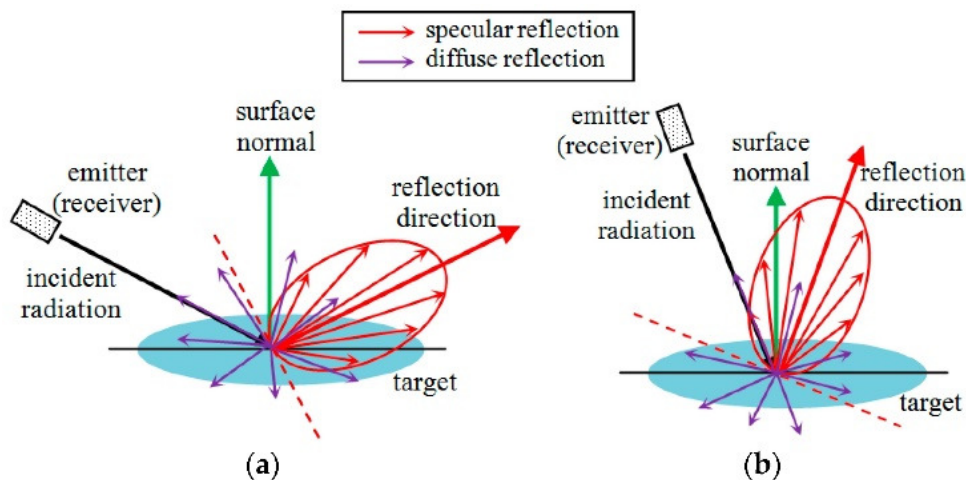 specular reflection
diffuse reflection
surface
normal
emitter
(receiver)
reflection
direction
incident
radiation
target
(a)
emitter
(receiver)
surface
normal
reflection
direction
incident
radiation
target
(b)